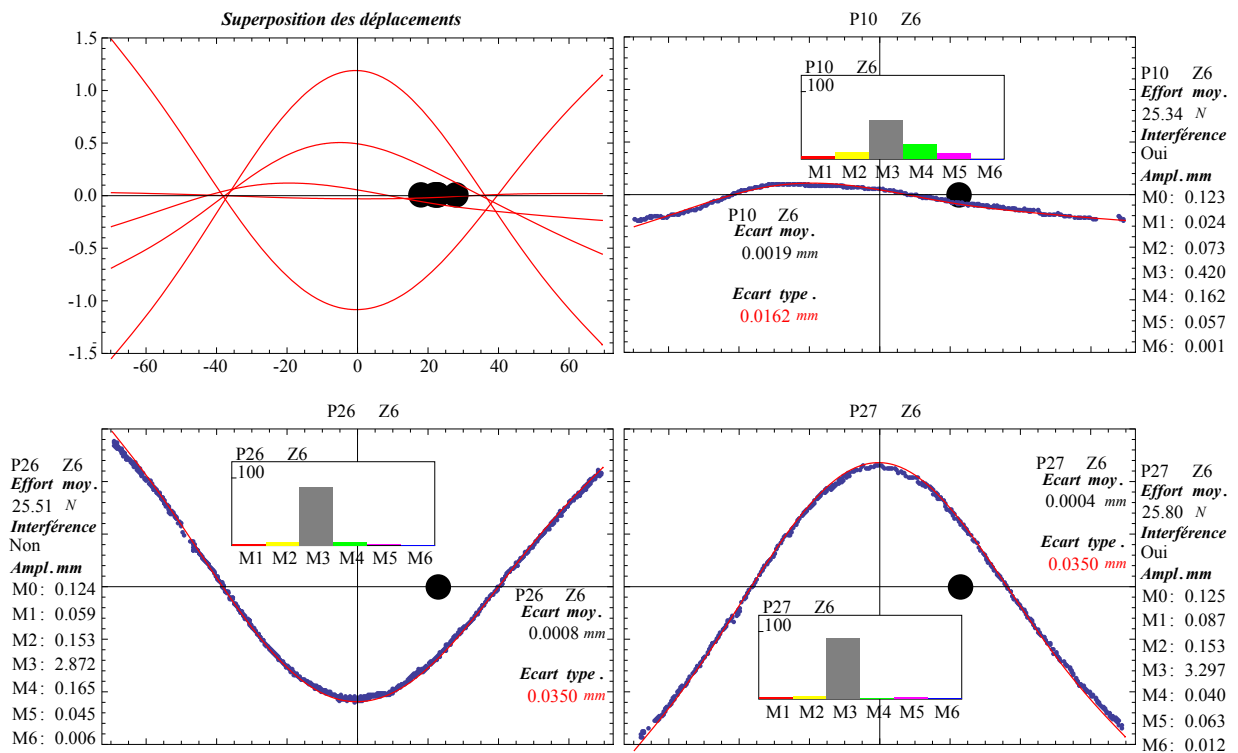 Superposition des déplacements
1.5
1.0
0.5
0.0
-0.5
-1.0
-1.5
-60 -40 -20 0 20 40 60
P10 Z6
P10 Z6
100
M1 M2 M3 M4 M5 M6
P10 Z6
Ecart moy.
0.0019 mm
Ecart type.
0.0162 mm
P10 Z6
Effort moy.
25.34 N
Interférence
Oui
Ampl.mm
M0: 0.123
M1: 0.024
M2: 0.073
M3: 0.420
M4: 0.162
M5: 0.057
M6: 0.001
P26 Z6
P26 Z6
Effort moy.
25.51 N
Interférence
Non
Ampl.mm
M0: 0.124
M1: 0.059
M2: 0.153
M3: 2.872
M4: 0.165
M5: 0.045
M6: 0.006
P26 Z6
100
M1 M2 M3 M4 M5 M6
P26 Z6
Ecart moy.
0.0008 mm
Ecart type.
0.0350 mm
P27 Z6
P27 Z6
Ecart moy.
0.0004 mm
Ecart type.
0.0350 mm
P27 Z6
100
M1 M2 M3 M4 M5 M6
P27 Z6
Effort moy.
25.80 N
Interférence
Oui
Ampl.mm
M0: 0.125
M1: 0.087
M2: 0.153
M3: 3.297
M4: 0.040
M5: 0.063
M6: 0.012